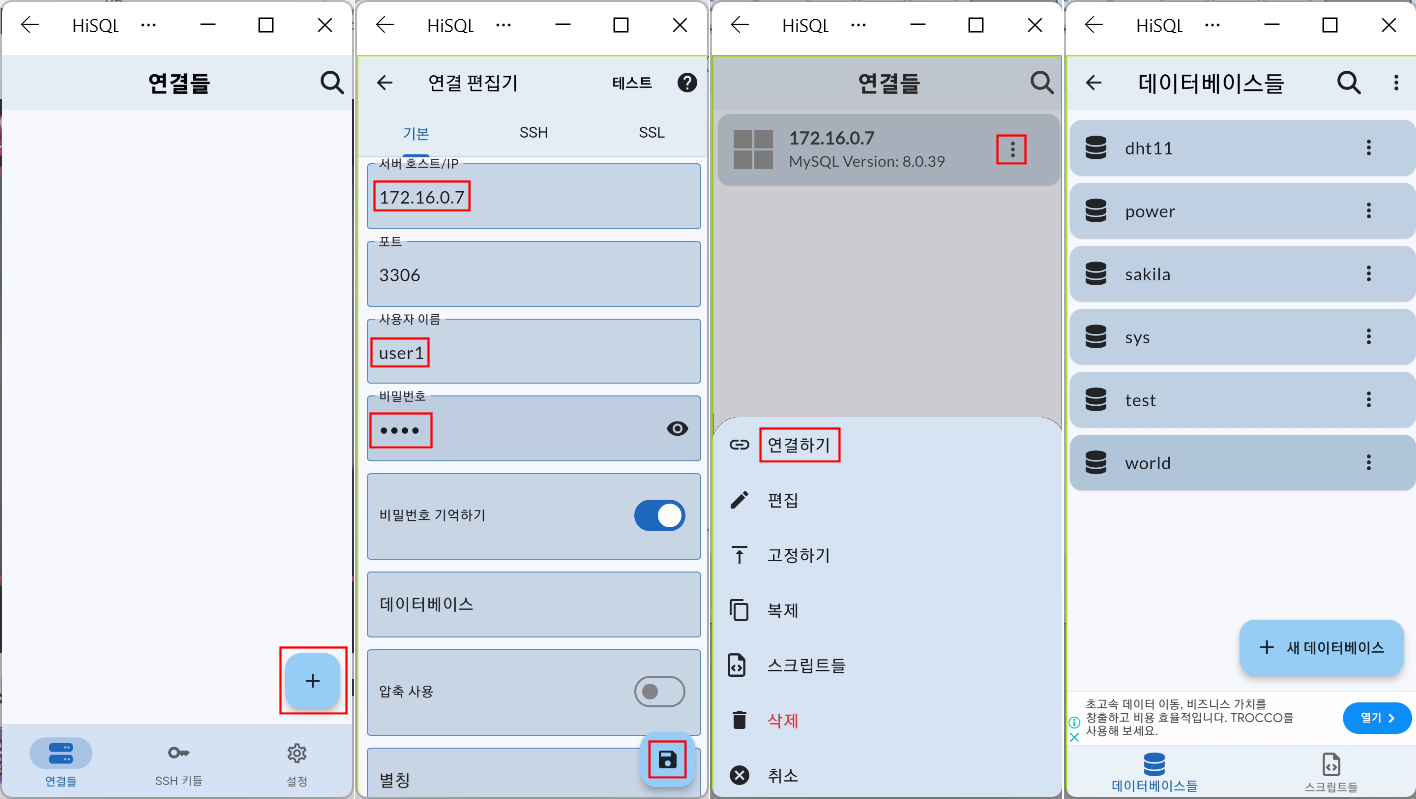 HiSQL ...
연결들
연결들
SSH 키들
설정
HiSQL ...
연결 편집기
테스트
기본
SSH
SSL
서버 호스트/IP
172.16.0.7
포트
3306
사용자 이름
user1
비밀번호
••••
비밀번호 기억하기
데이터베이스
압축 사용
별칭
HiSQL ...
연결들
172.16.0.7
MySQL Version: 8.0.39
연결하기
편집
고정하기
복제
스크립트들
삭제
취소
HiSQL ...
데이터베이스들
dht11
power
sakila
sys
test
world
+ 새 데이터베이스
초고속 데이터 이동, 비즈니스 가치를
창출하고 비용 효율적입니다. TROCCO를
사용해 보세요.
열기
데이터베이스들
스크립트들